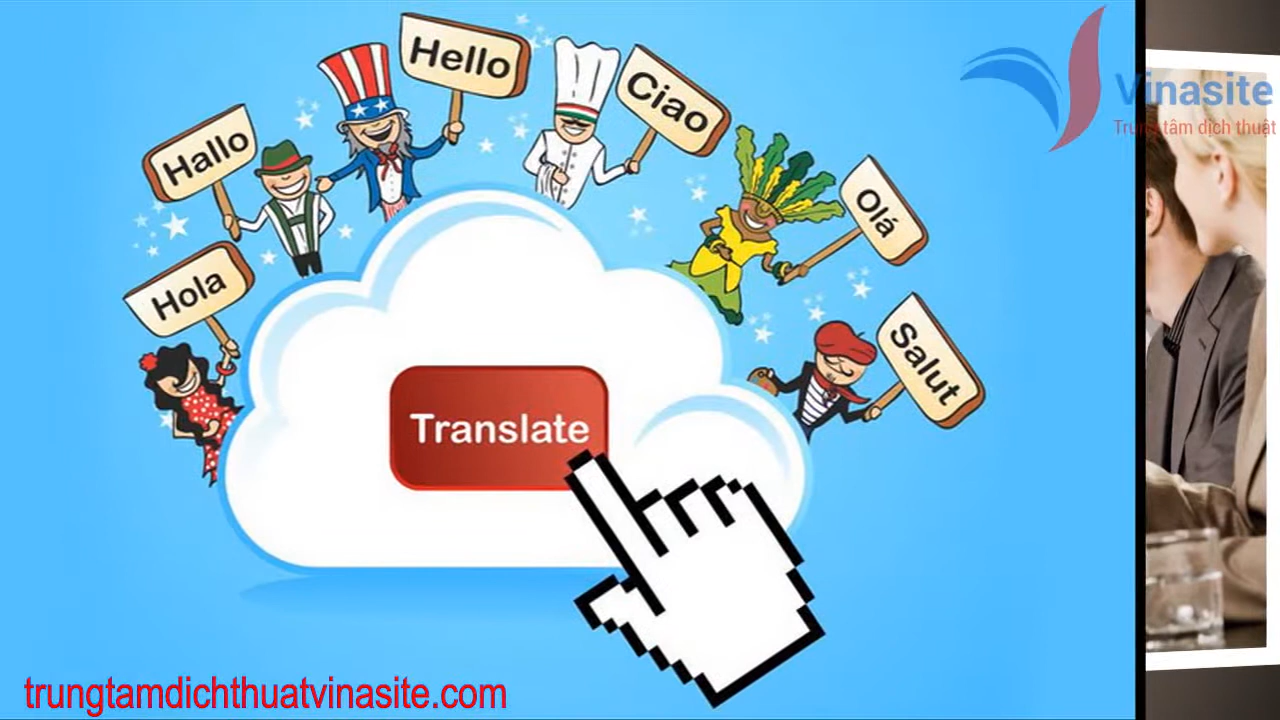 Hello
Ciao
Hallo
Olá
Hola
Salut
Translate
Vinasite
Trung tâm dịch thuật
trungtamdichthuatvinasite.com